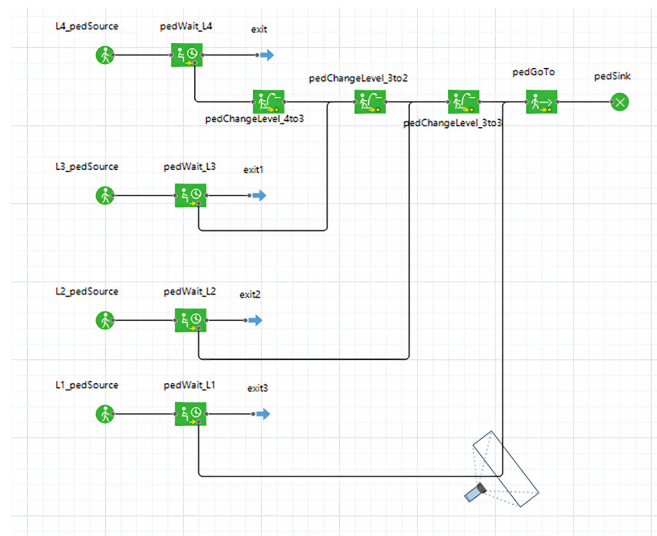 L4_pedSource
pedWait_L4
exit
pedChangeLevel_3to2
pedGoTo
pedSink
pedChangeLevel_4to3
pedChangeLevel_3to3
L3_pedSource
pedWait_L3
exit1
L2_pedSource
pedWait_L2
exit2
L1_pedSource
pedWait_L1
exit3